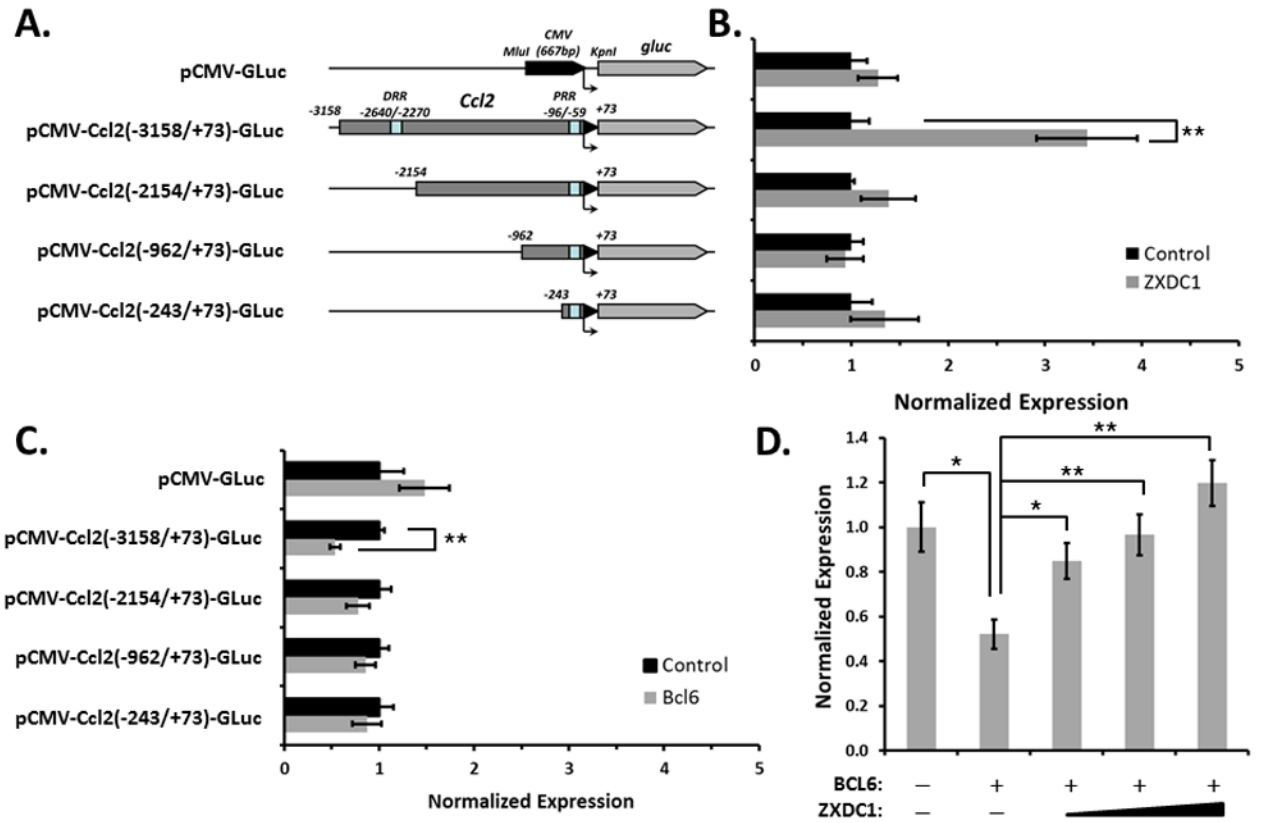 A.
MluI
CMV
(667bp)
KpnI
gluc
pCMV-GLuc
-3158
DRR
-2640/-2270
Ccl2
PRR
-96/-59
+73
pCMV-Ccl2(-3158/+73)-GLuc
-2154
+73
pCMV-Ccl2(-2154/+73)-GLuc
-962
+73
pCMV-Ccl2(-962/+73)-GLuc
-243
+73
pCMV-Ccl2(-243/+73)-GLuc
B.
**
Control
ZXDC1
0 1 2 3 4 5
Normalized Expression
C.
pCMV-GLuc
pCMV-Ccl2(-3158/+73)-GLuc
**
pCMV-Ccl2(-2154/+73)-GLuc
pCMV-Ccl2(-962/+73)-GLuc
pCMV-Ccl2(-243/+73)-GLuc
Control
Bcl6
0 1 2 3 4 5
Normalized Expression
D.
Normalized Expression
1.4
1.2
1.0
0.8
0.6
0.4
0.2
0.0
*
*
**
**
BCL6: − + + + +
ZXDC1: − −